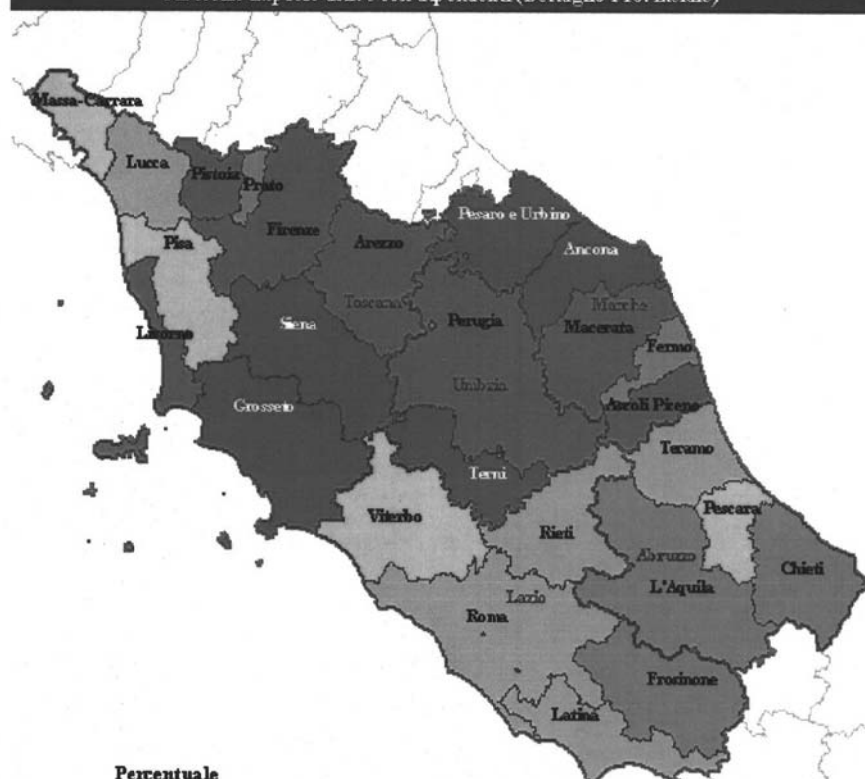 Massa-Carrara
Lucca
Pistoia
Prato
Pesaro e Urbino
Firenze
Arezzo
Pisa
Ancona
Toscana
Marche
Siena
Perugia
Macerata
Livorno
Fermo
Umbria
Grosseto
Ascoli Piceno
Teramo
Terni
Viterbo
Pescara
Rieti
Abruzzo
Chieti
L'Aquila
Lazio
Roma
Frosinone
Latina
Percentuale